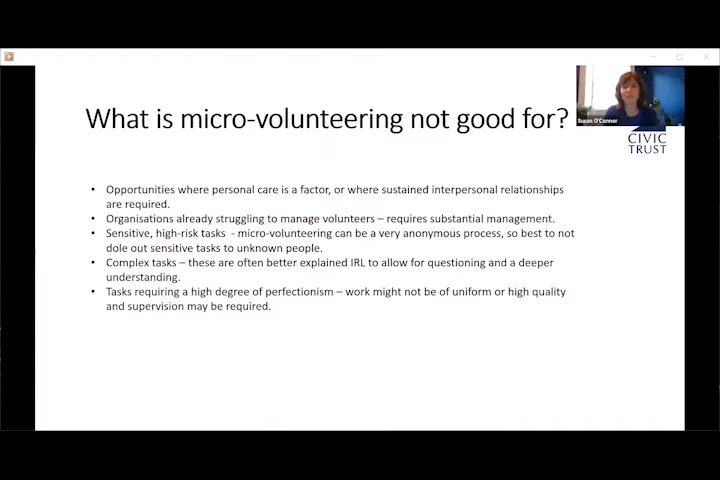 What is micro-volunteering not good for?
Susan O'Connor
CIVIC
TRUST
• Opportunities where personal care is a factor, or where sustained interpersonal relationships
are required.
• Organisations already struggling to manage volunteers – requires substantial management.
• Sensitive, high-risk tasks - micro-volunteering can be a very anonymous process, so best to not
dole out sensitive tasks to unknown people.
• Complex tasks – these are often better explained IRL to allow for questioning and a deeper
understanding.
• Tasks requiring a high degree of perfectionism – work might not be of uniform or high quality
and supervision may be required.